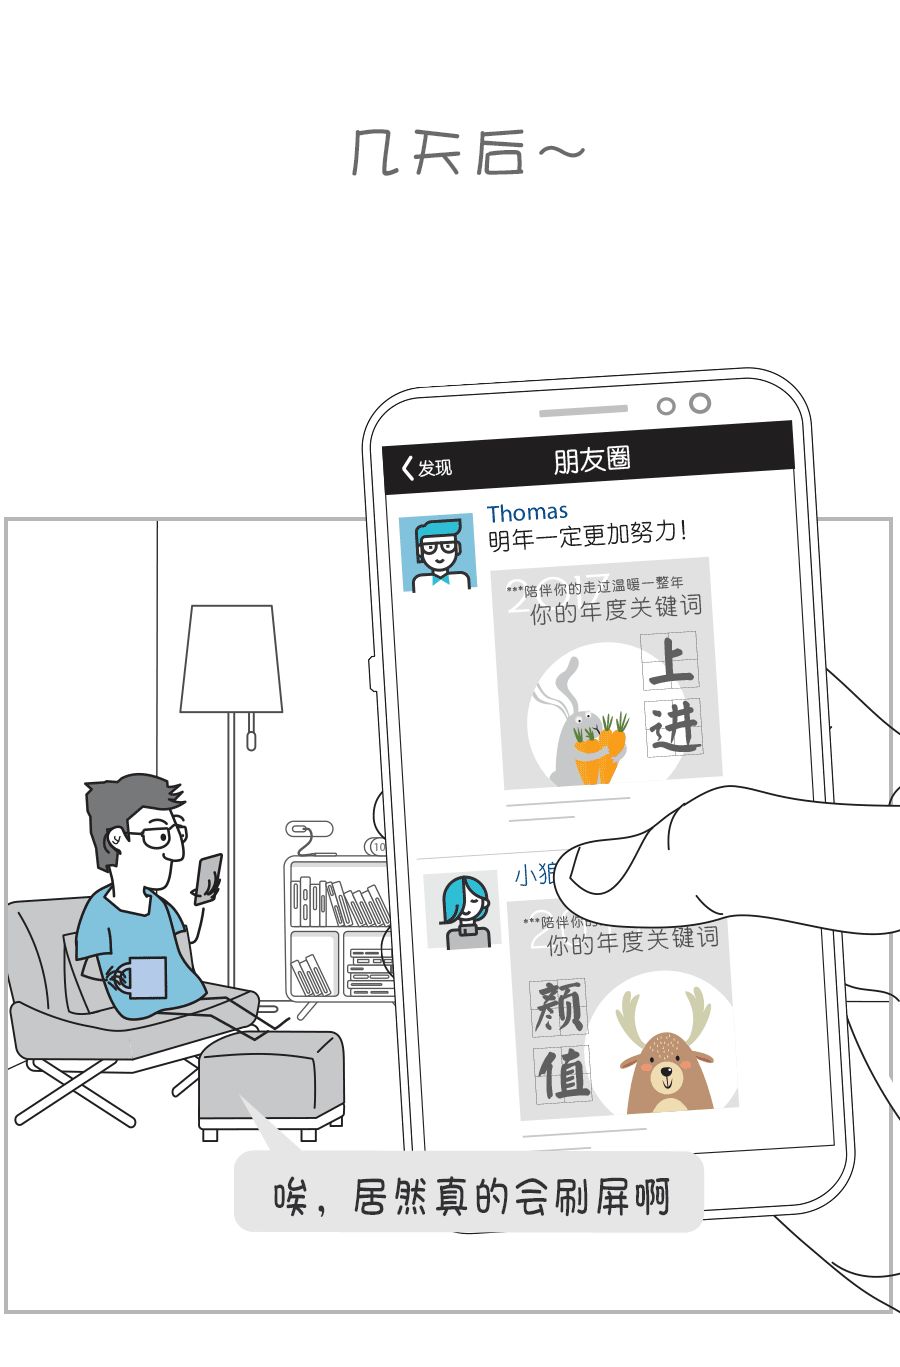 几天后～
发现
朋友圈
Thomas
明年一定更加努力！
2017
***陪伴你的走过温暖一整年
你的年度关键词
上
进
小狼
***陪伴你的
你的年度关键词
颜
值
唉，居然真的会刷屏啊